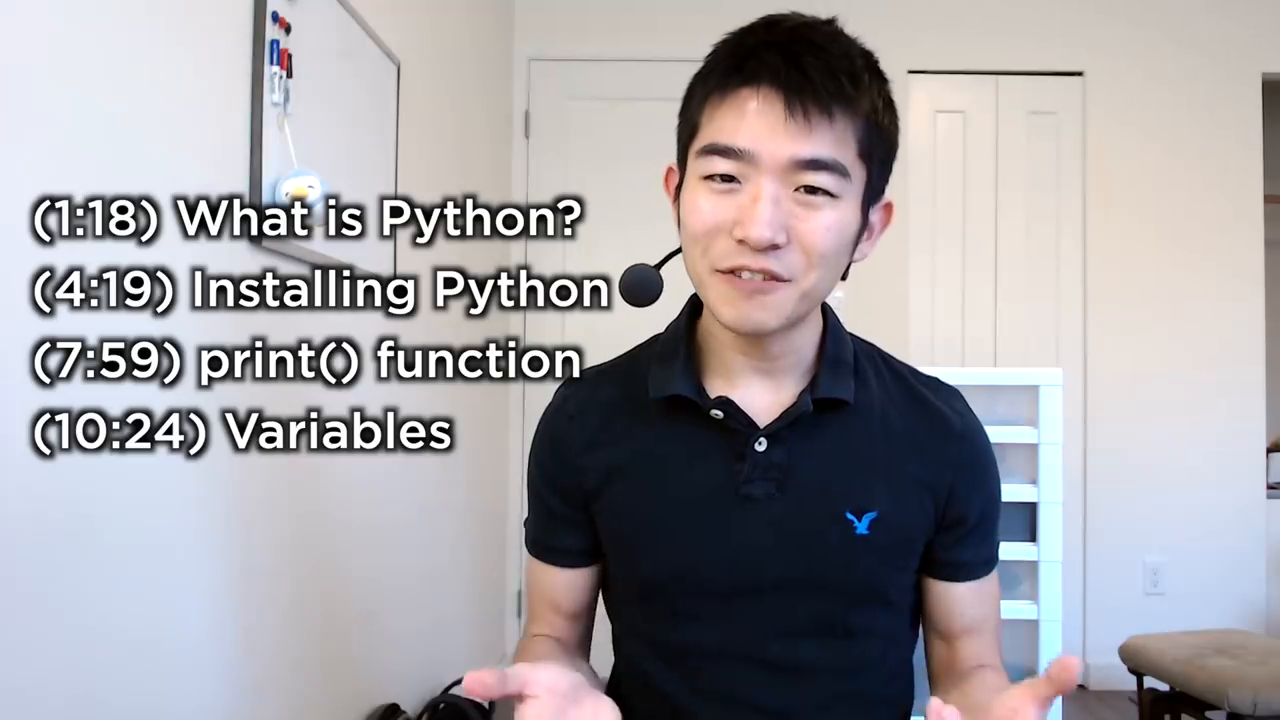 (1:18) What is Python?
(4:19) Installing Python
(7:59) print() function
(10:24) Variables